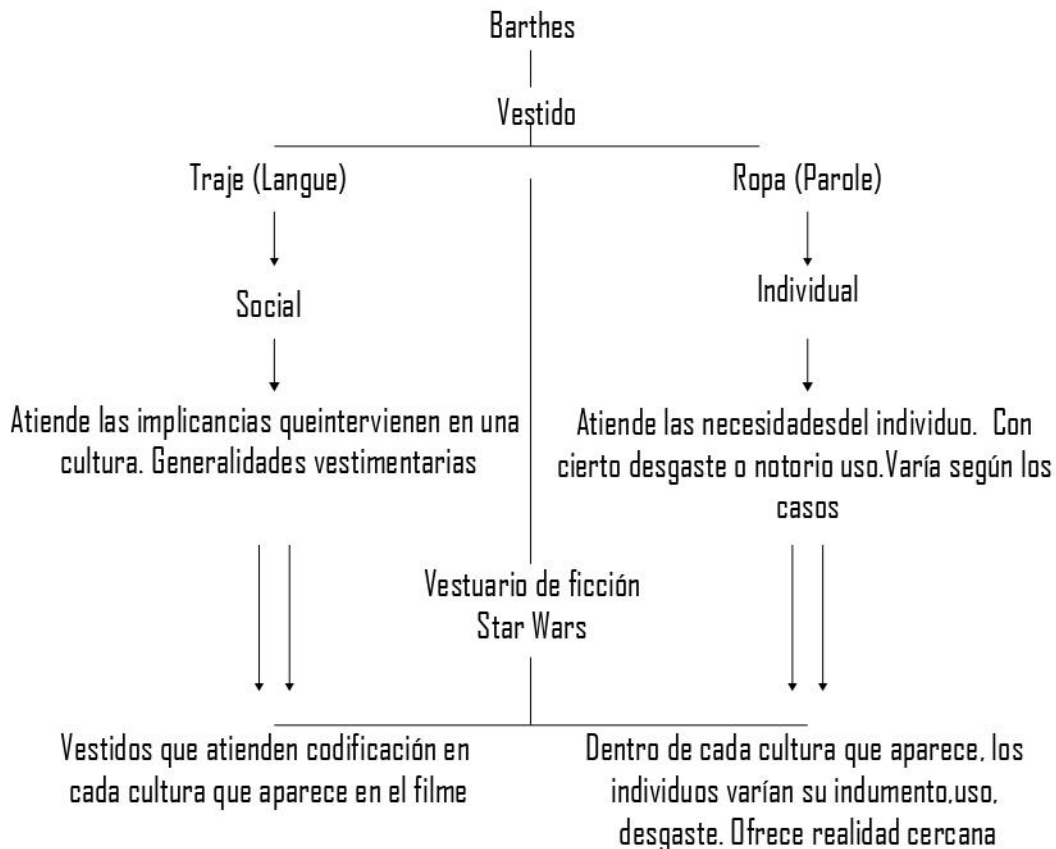 Barthes
Vestido
Traje (Langue)
Ropa (Parole)
Social
Individual
Atiende las implicancias queintervienen en una
cultura. Generalidades vestimentarias
Atiende las necesidadesdel individuo. Con
cierto desgaste o notorio uso.Varía según los
casos
Vestuario de ficción
Star Wars
Vestidos que atienden codificación en
cada cultura que aparece en el filme
Dentro de cada cultura que aparece, los
individuos varían su indumento,uso,
desgaste. Ofrece realidad cercana